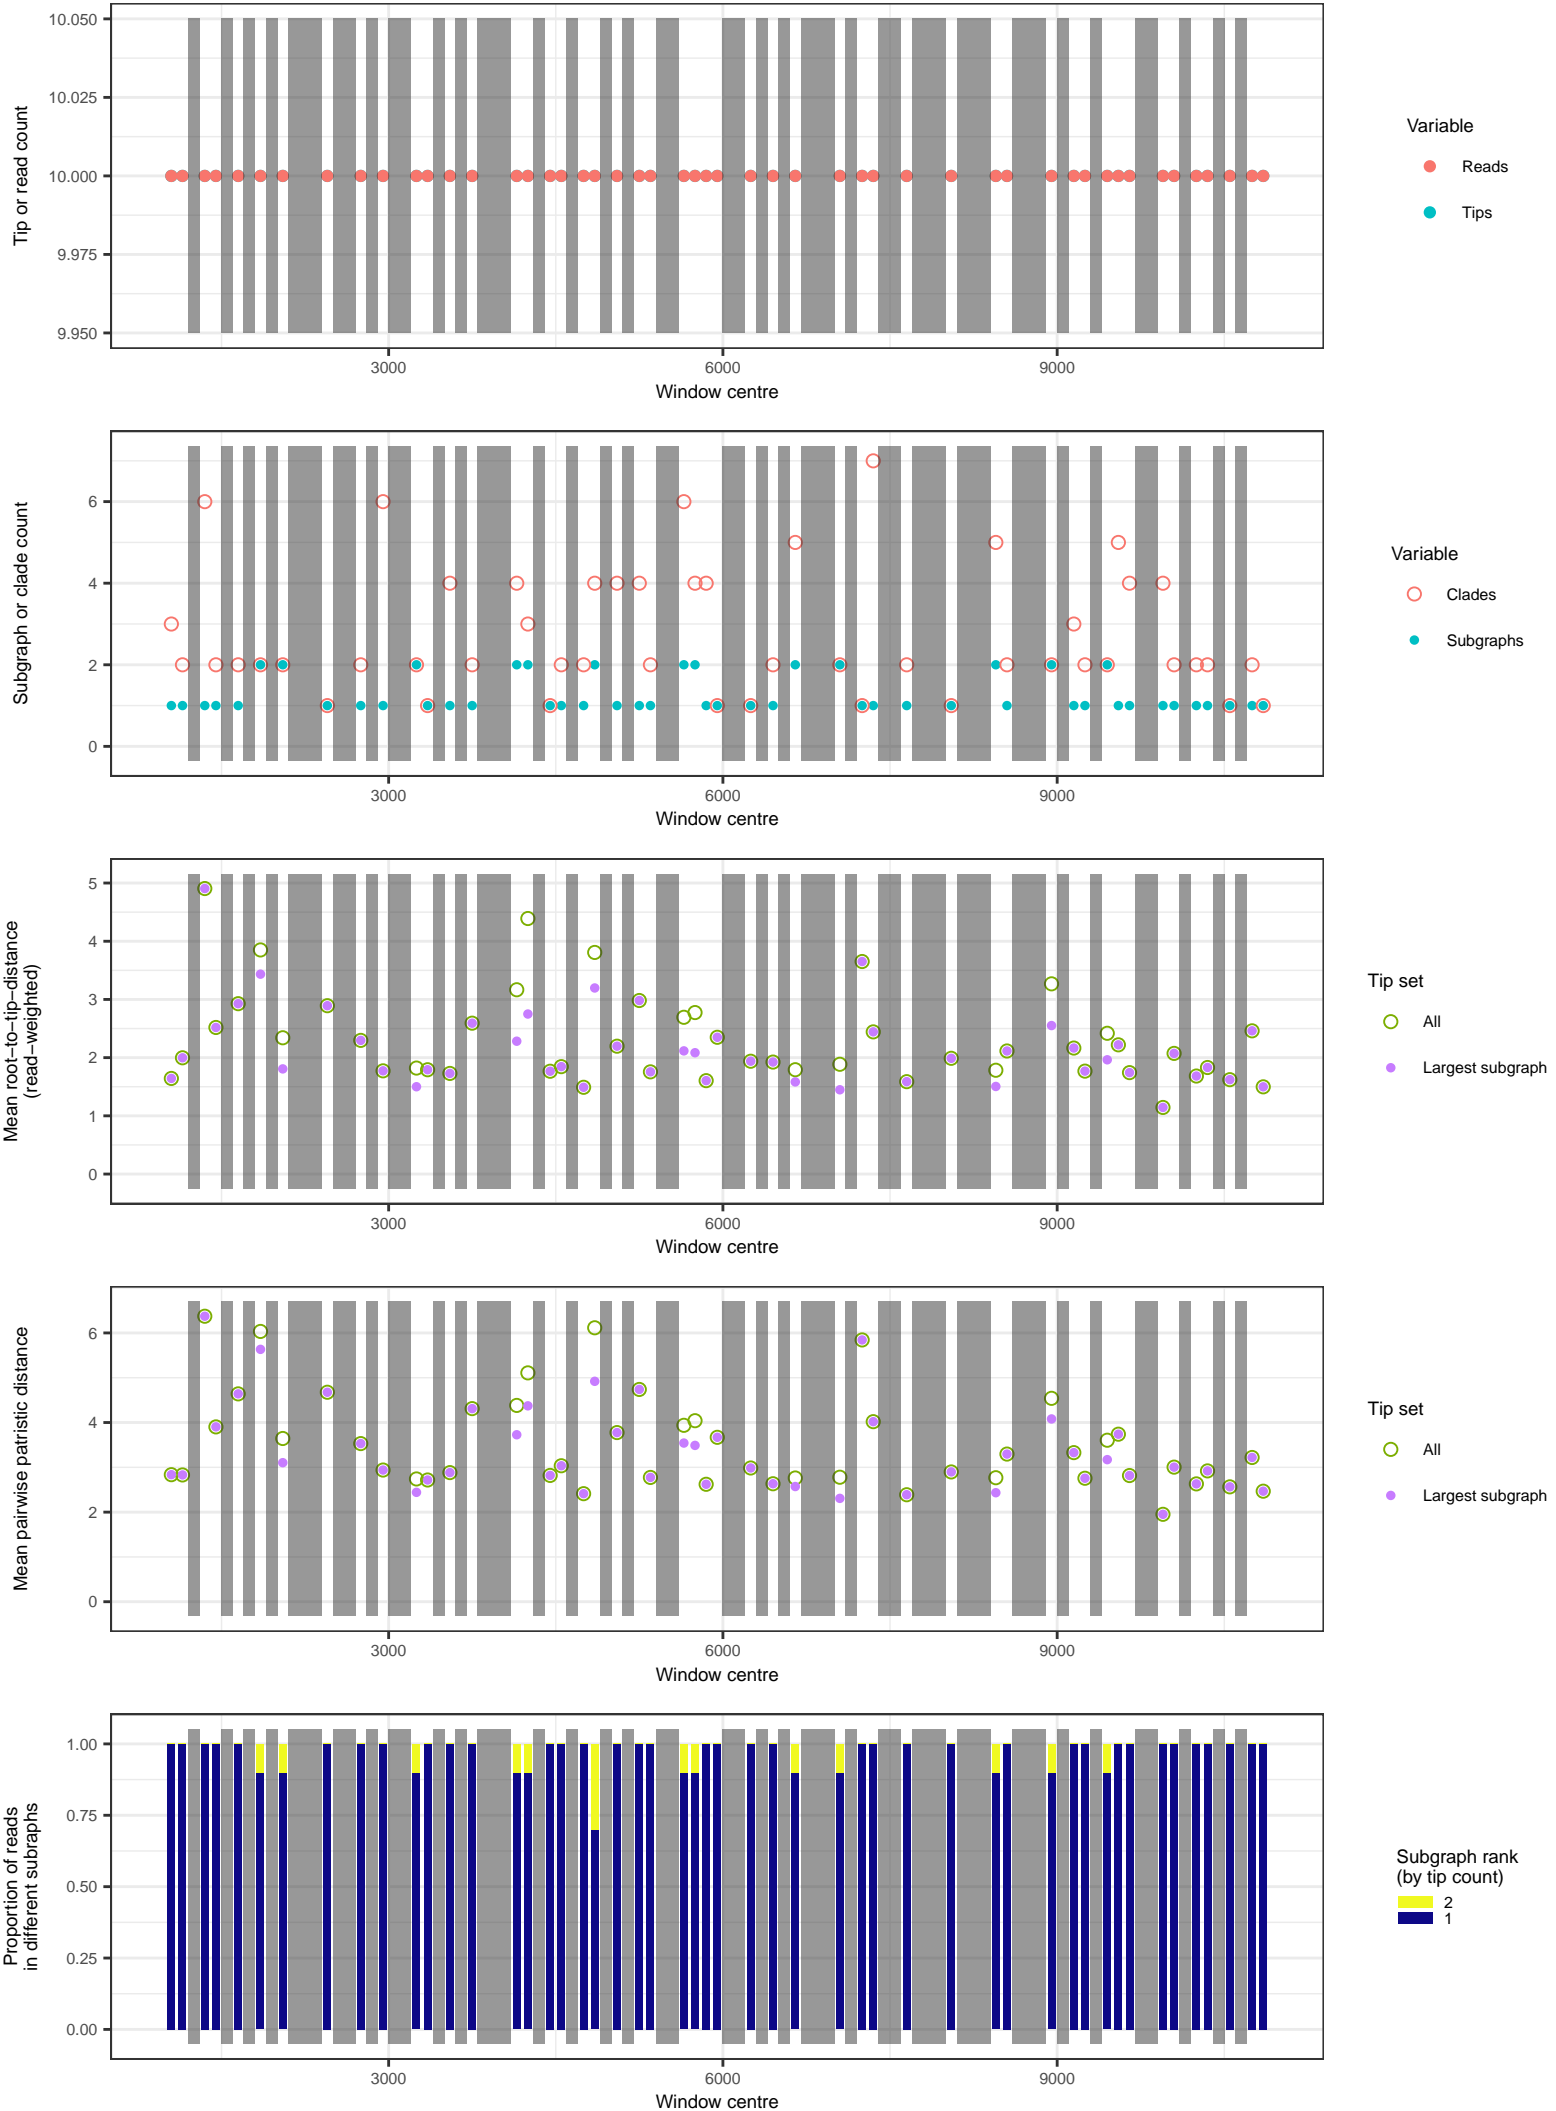 10.050
10.025
10.000
9.975
9.950
Tip or read count
3000
6000
9000
Window centre
Variable
Reads
Tips
6
4
2
0
Subgraph or clade count
3000
6000
9000
Window centre
Variable
Clades
Subgraphs
5
4
3
2
1
0
Mean root−to−tip−distance
(read−weighted)
3000
6000
9000
Window centre
Tip set
All
Largest subgraph
6
4
2
0
Mean pairwise patristic distance
3000
6000
9000
Window centre
Tip set
All
Largest subgraph
1.00
0.75
0.50
0.25
0.00
Proportion of reads
in different subraphs
3000
6000
9000
Window centre
Subgraph rank
(by tip count)
2
1